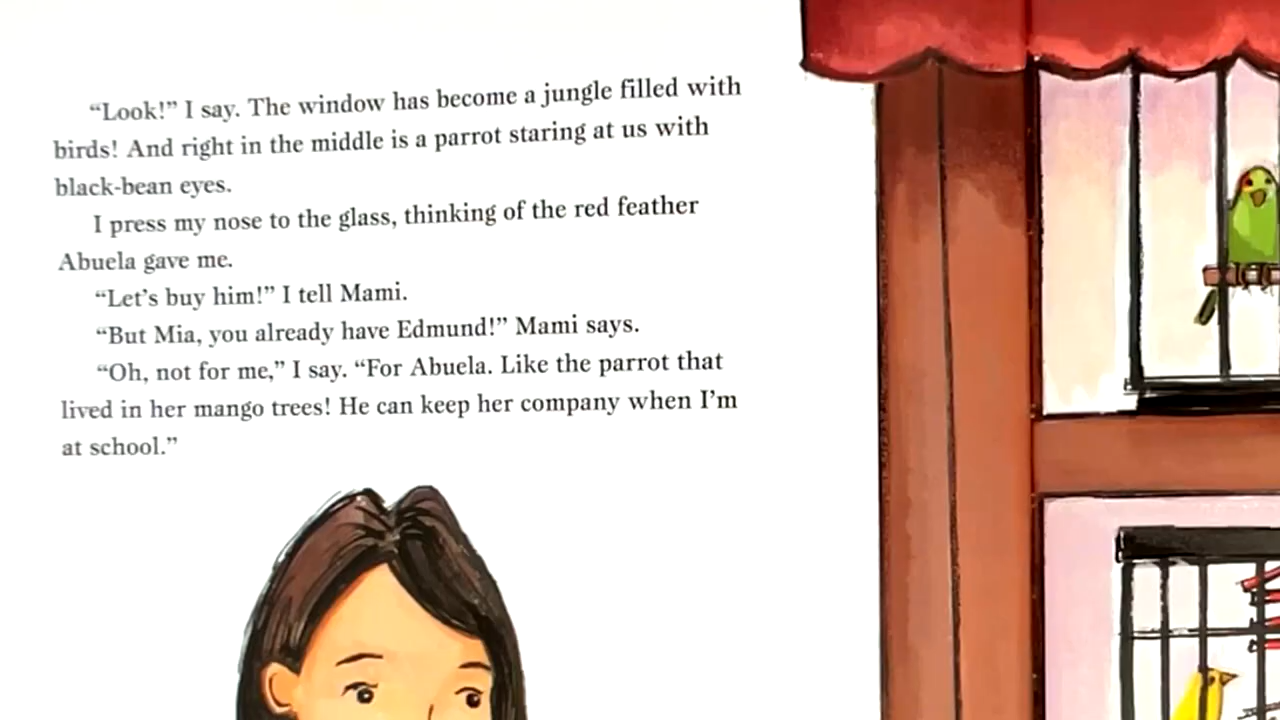 “Look!” I say. The window has become a jungle filled with
birds! And right in the middle is a parrot staring at us with
black-bean eyes.
I press my nose to the glass, thinking of the red feather
Abuela gave me.
“Let’s buy him!” I tell Mami.
“But Mia, you already have Edmund!” Mami says.
“Oh, not for me,” I say. “For Abuela. Like the parrot that
lived in her mango trees! He can keep her company when I’m
at school.”